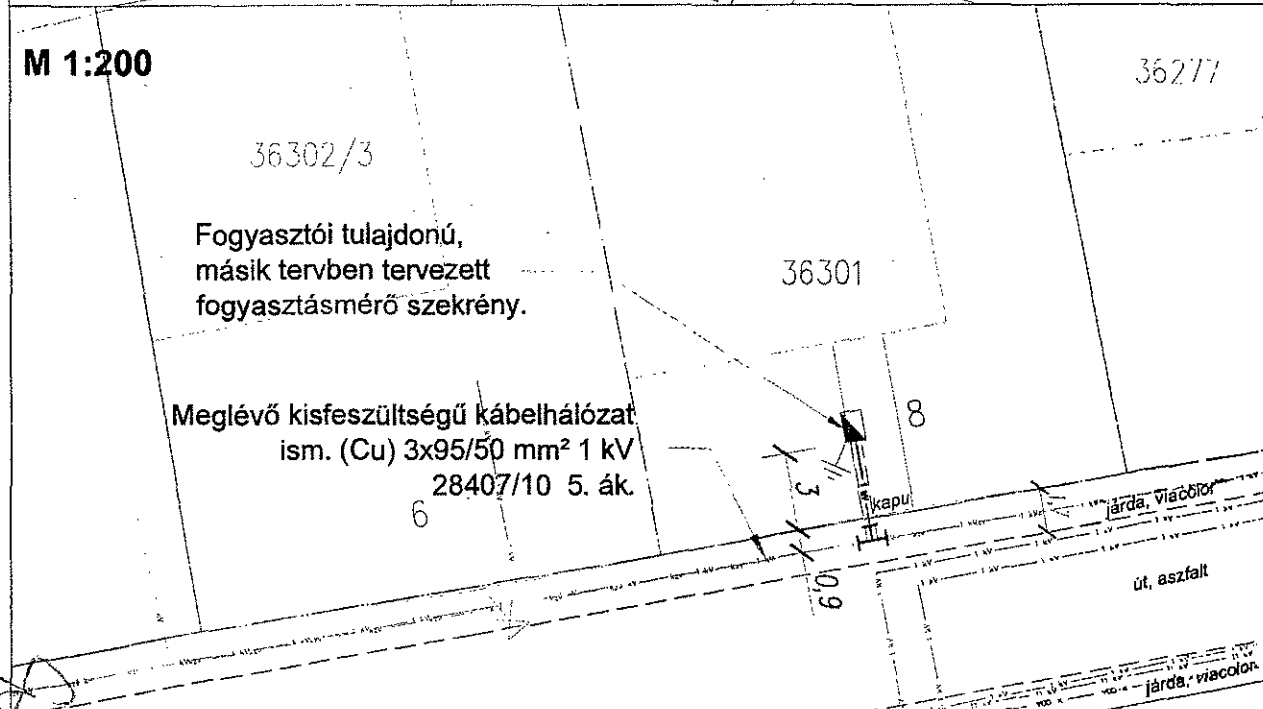 M 1:200
36277
36302/3
Fogyasztói tulajdonú,
másik tervben tervezett
fogyasztásmérő szekrény.
36301
Meglévő kisfeszültségű kábelhálózat
ism. (Cu) 3x95/50 mm² 1 kV
28407/10 5. ák.
8
3
6
kapu
járda, viacolor
0,9
út, aszfalt
járda, viacolor